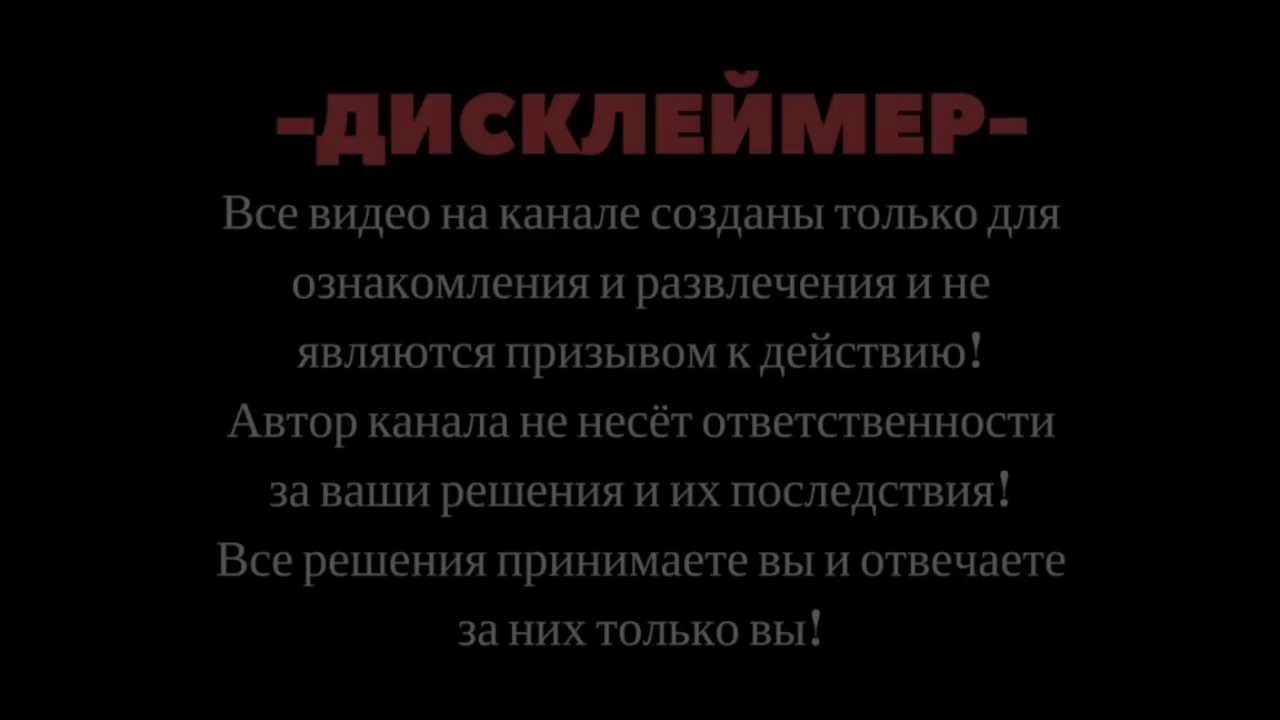 -ДИСКЛЕЙМЕР-
Все видео на канале созданы только для
ознакомления и развлечения и не
являются призывом к действию!
Автор канала не несёт ответственности
за ваши решения и их последствия!
Все решения принимаете вы и отвечаете
за них только вы!